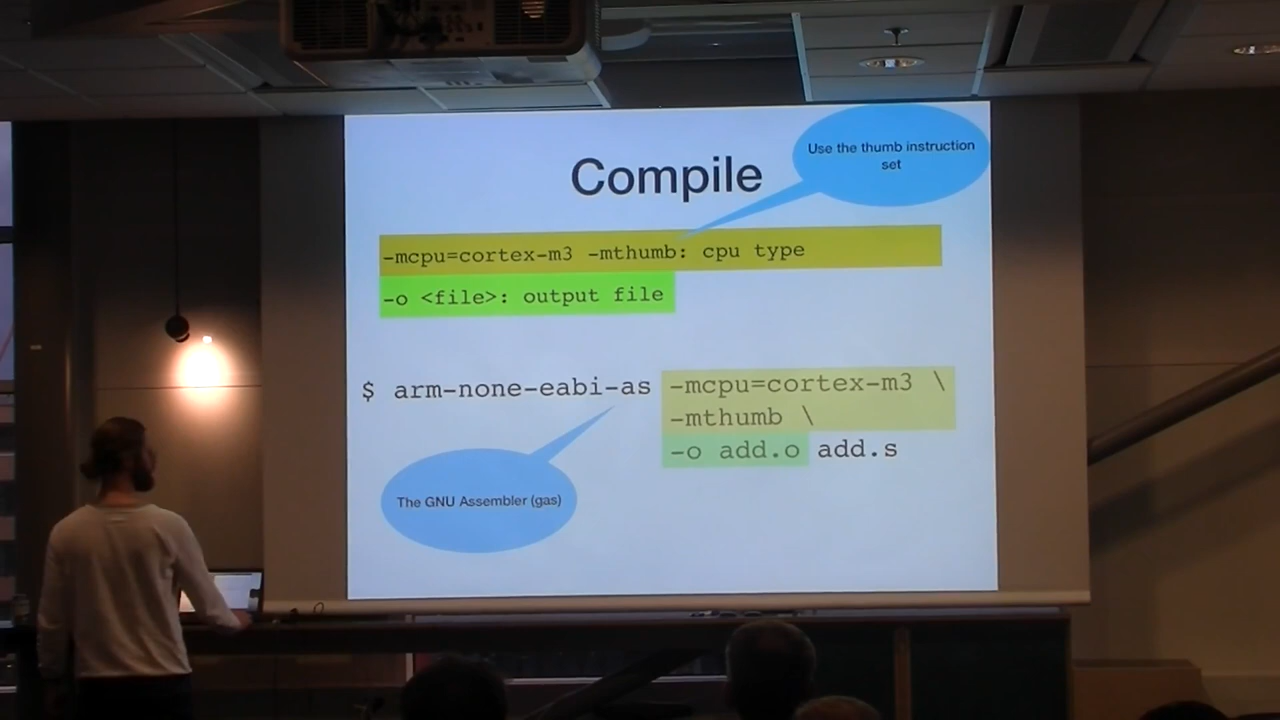 Use the thumb instruction
set
Compile
-mcpu=cortex-m3 -mthumb: cpu type
-o <file>: output file
$ arm-none-eabi-as -mcpu=cortex-m3 \
-mthumb \
-o add.o add.s
The GNU Assembler (gas)